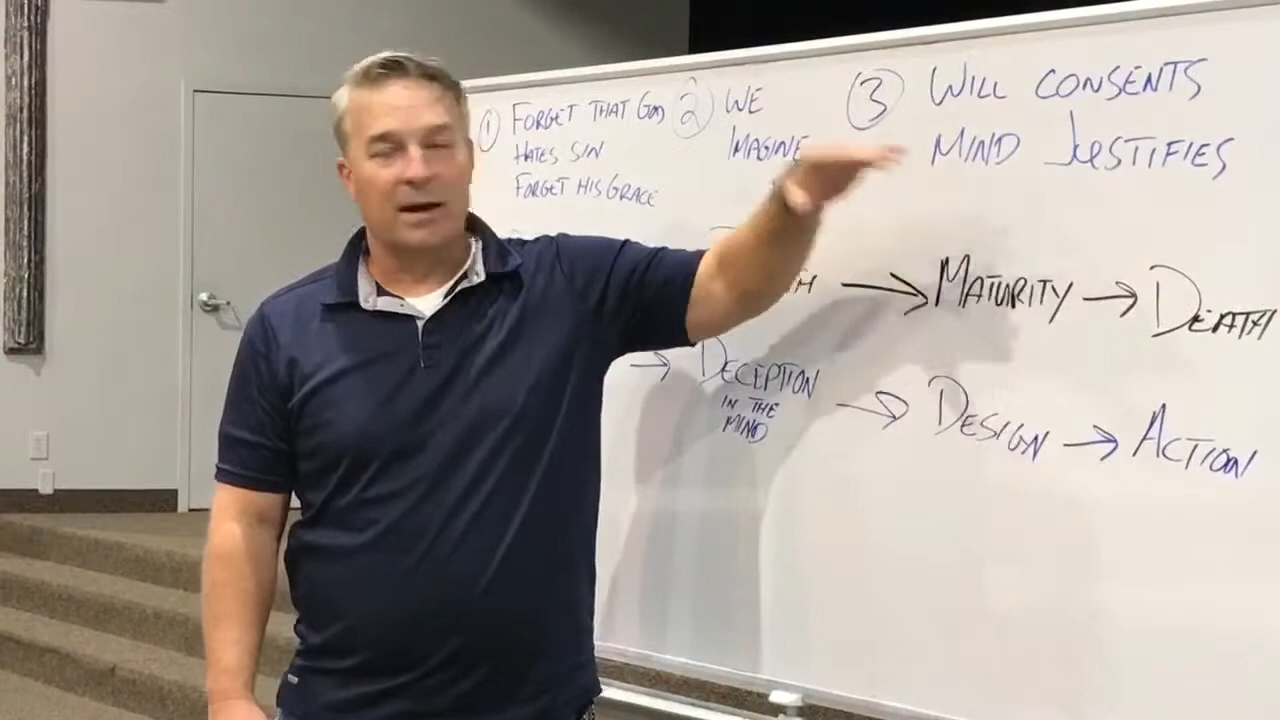 ① FORGET THAT GOD
HATES SIN
FORGET HIS GRACE
② WE
IMAGINE
③ WILL CONSENTS
MIND JUSTIFIES
→ MATURITY → DEATH
→ DECEPTION
IN THE
MIND
→ DESIGN → ACTION